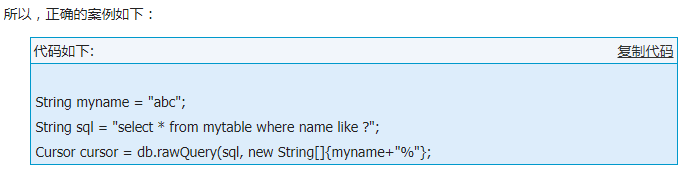 所以，正确的案例如下：
代码如下: 复制代码
String myname = "abc";
String sql = "select * from mytable where name like ?";
Cursor cursor = db.rawQuery(sql, new String[]{myname+"%"};